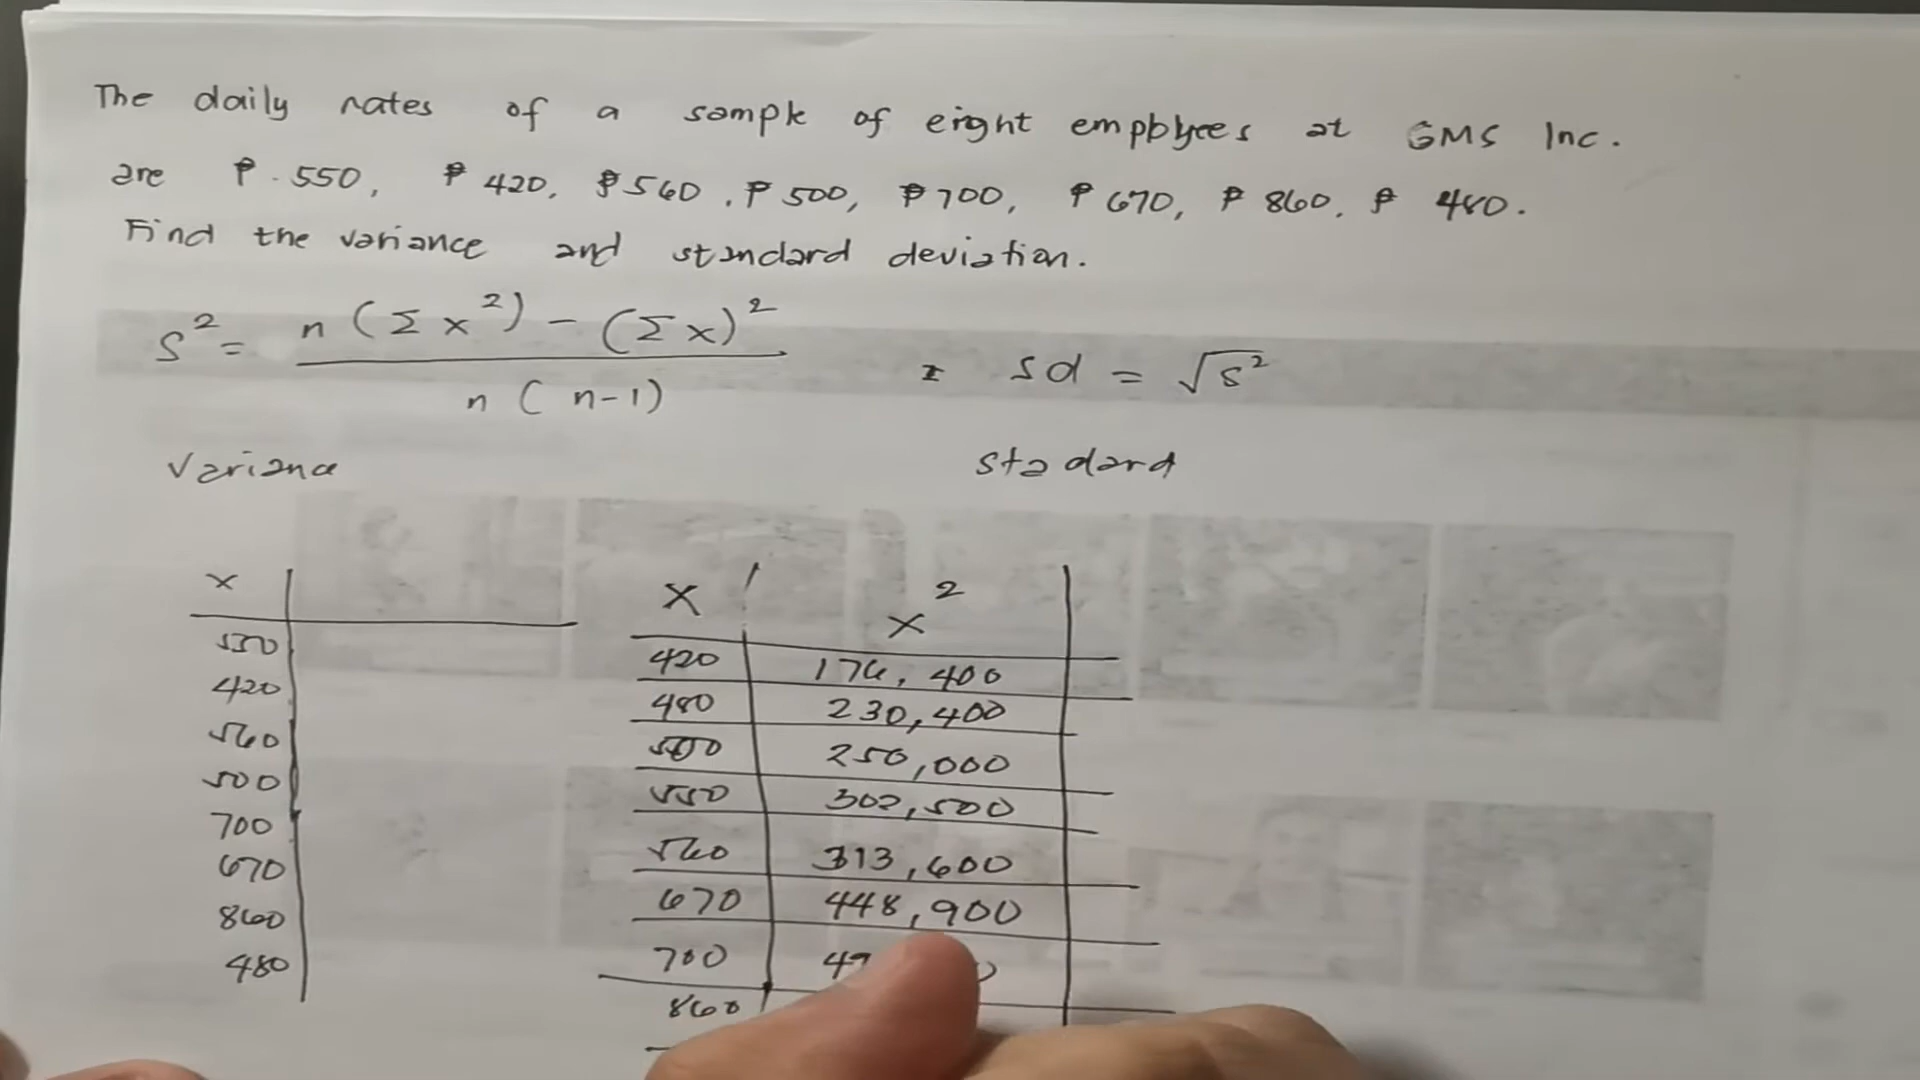 The daily rates of a sample of eight employees at GMS Inc.
are ₱ 550, ₱ 420, ₱ 560, ₱ 500, ₱ 700, ₱ 670, ₱ 860, ₱ 480.
Find the variance and standard deviation.
s² = n(Σx²) - (Σx)² / n(n-1)
sd = √s²
Variance
stadard
x
550
420
560
500
700
670
860
480
X x²
420 176,400
480 230,400
500 250,000
550 302,500
560 313,600
670 448,900
700
860